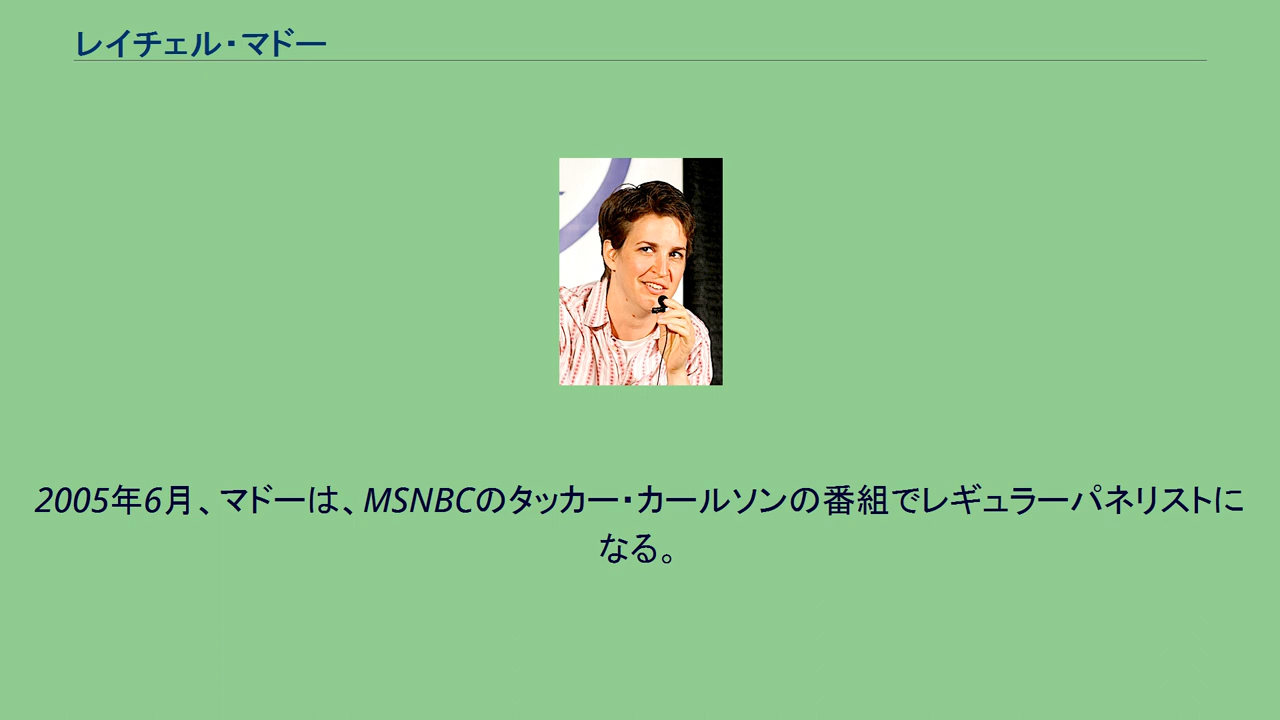 レイチェル・マドー
2005年6月、マドーは、MSNBCのタッカー・カールソンの番組でレギュラーパネリストに
なる。